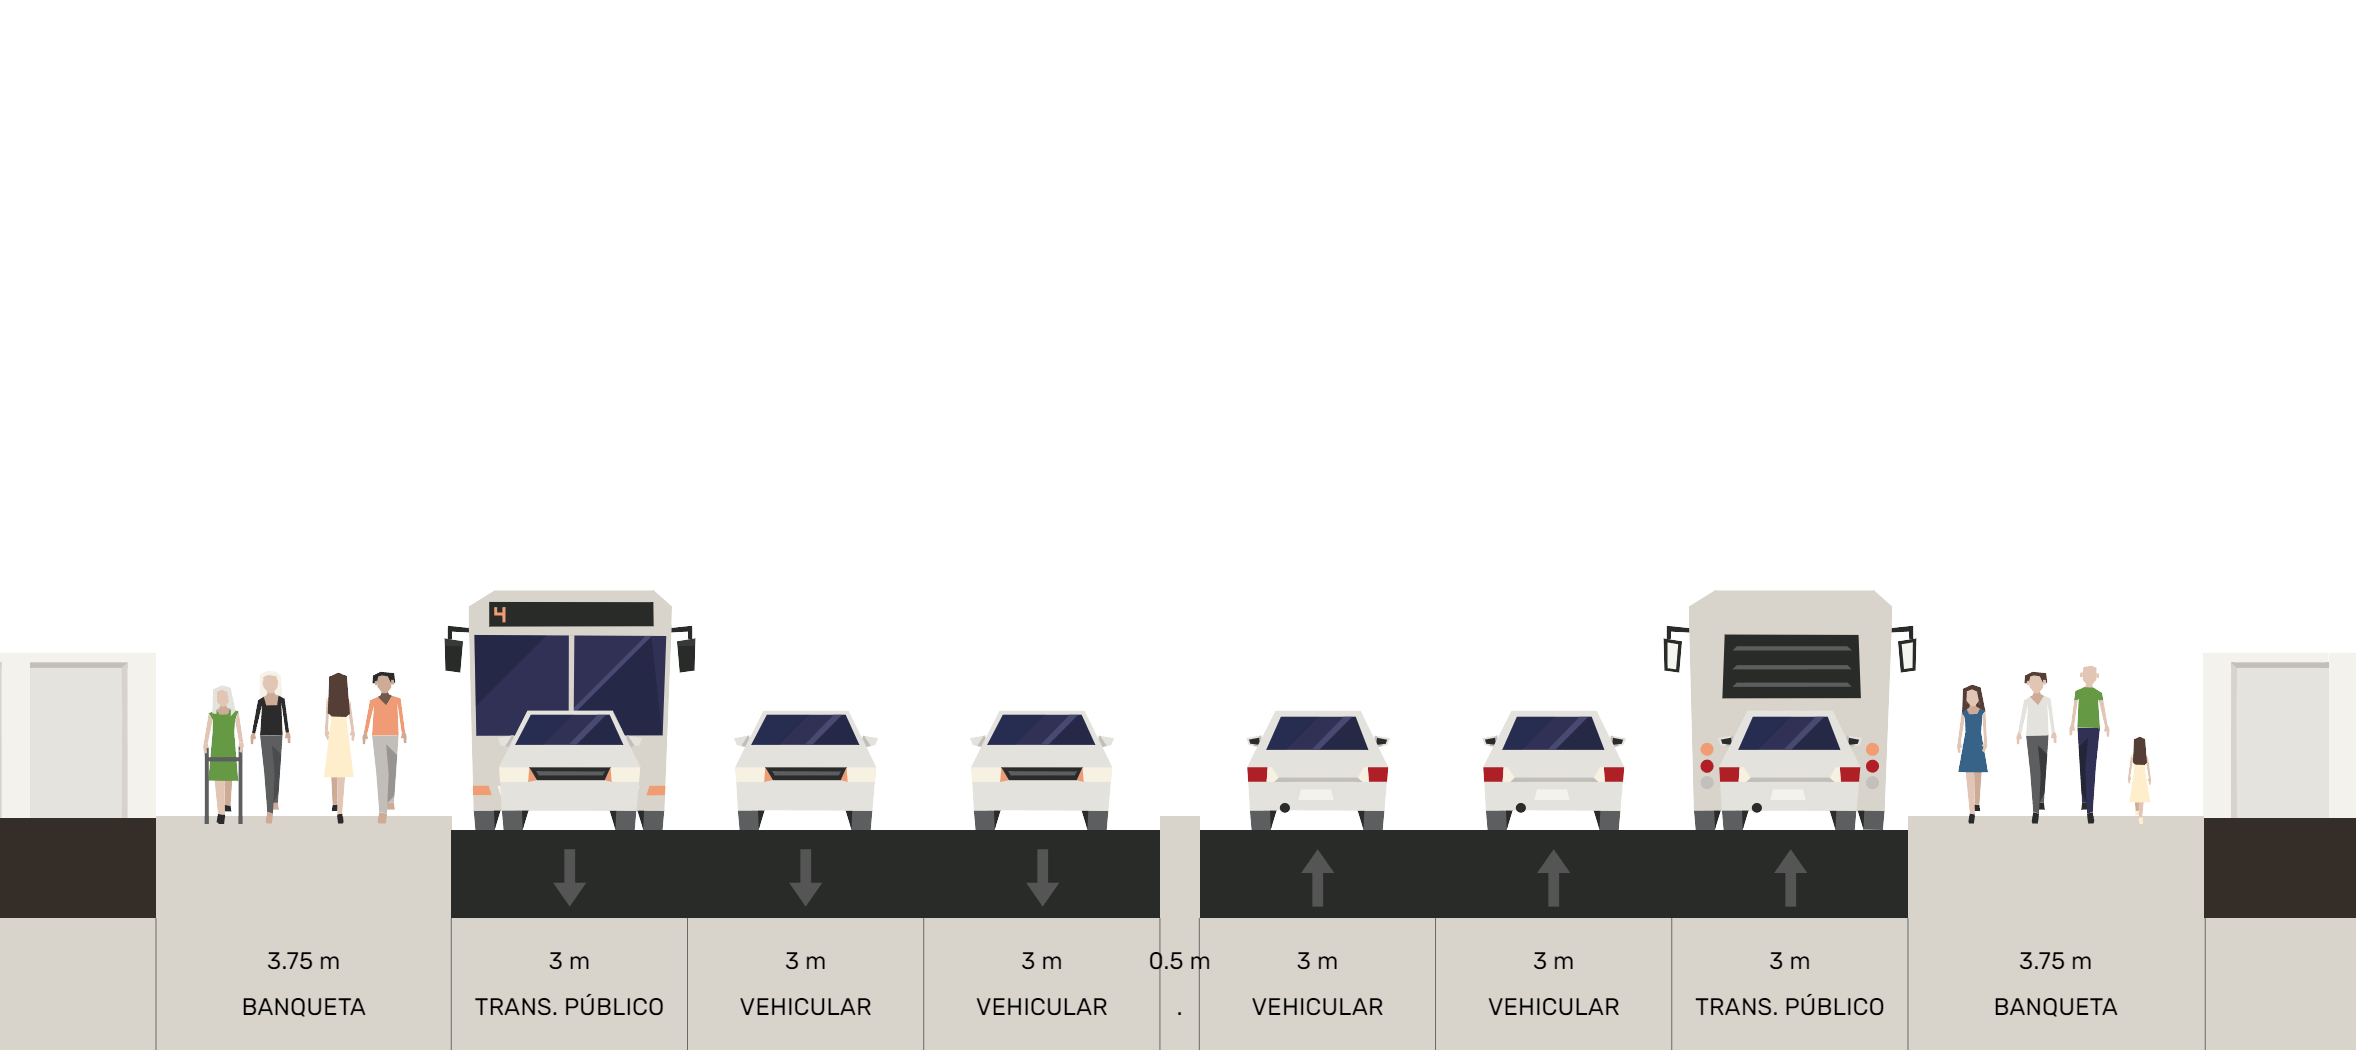 4
3.75 m
3 m
3 m
3 m
0.5 m
3 m
3 m
3 m
3.75 m
BANQUETA
TRANS. PÚBLICO
VEHICULAR
VEHICULAR
.
VEHICULAR
VEHICULAR
TRANS. PÚBLICO
BANQUETA